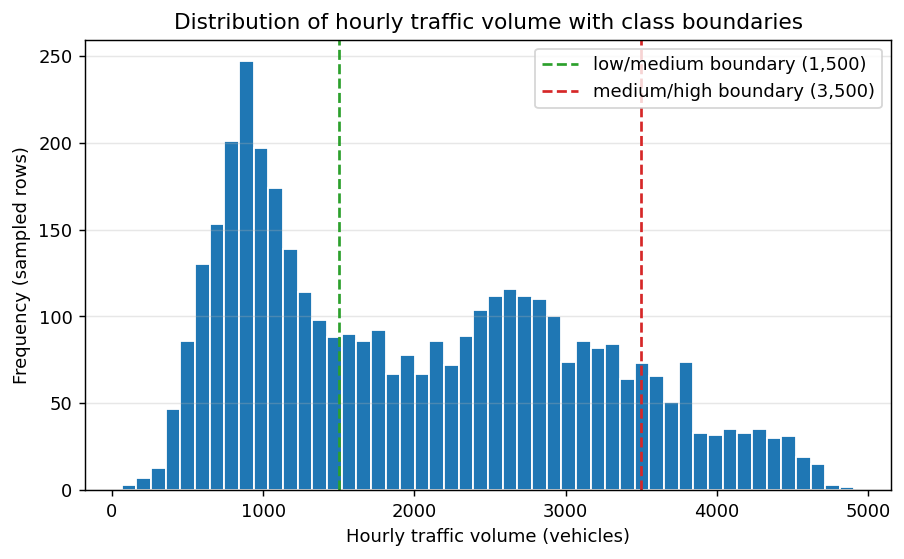 Distribution of hourly traffic volume with class boundaries
low/medium boundary (1,500)
medium/high boundary (3,500)
250
200
150
100
50
0
Frequency (sampled rows)
0 1000 2000 3000 4000 5000
Hourly traffic volume (vehicles)